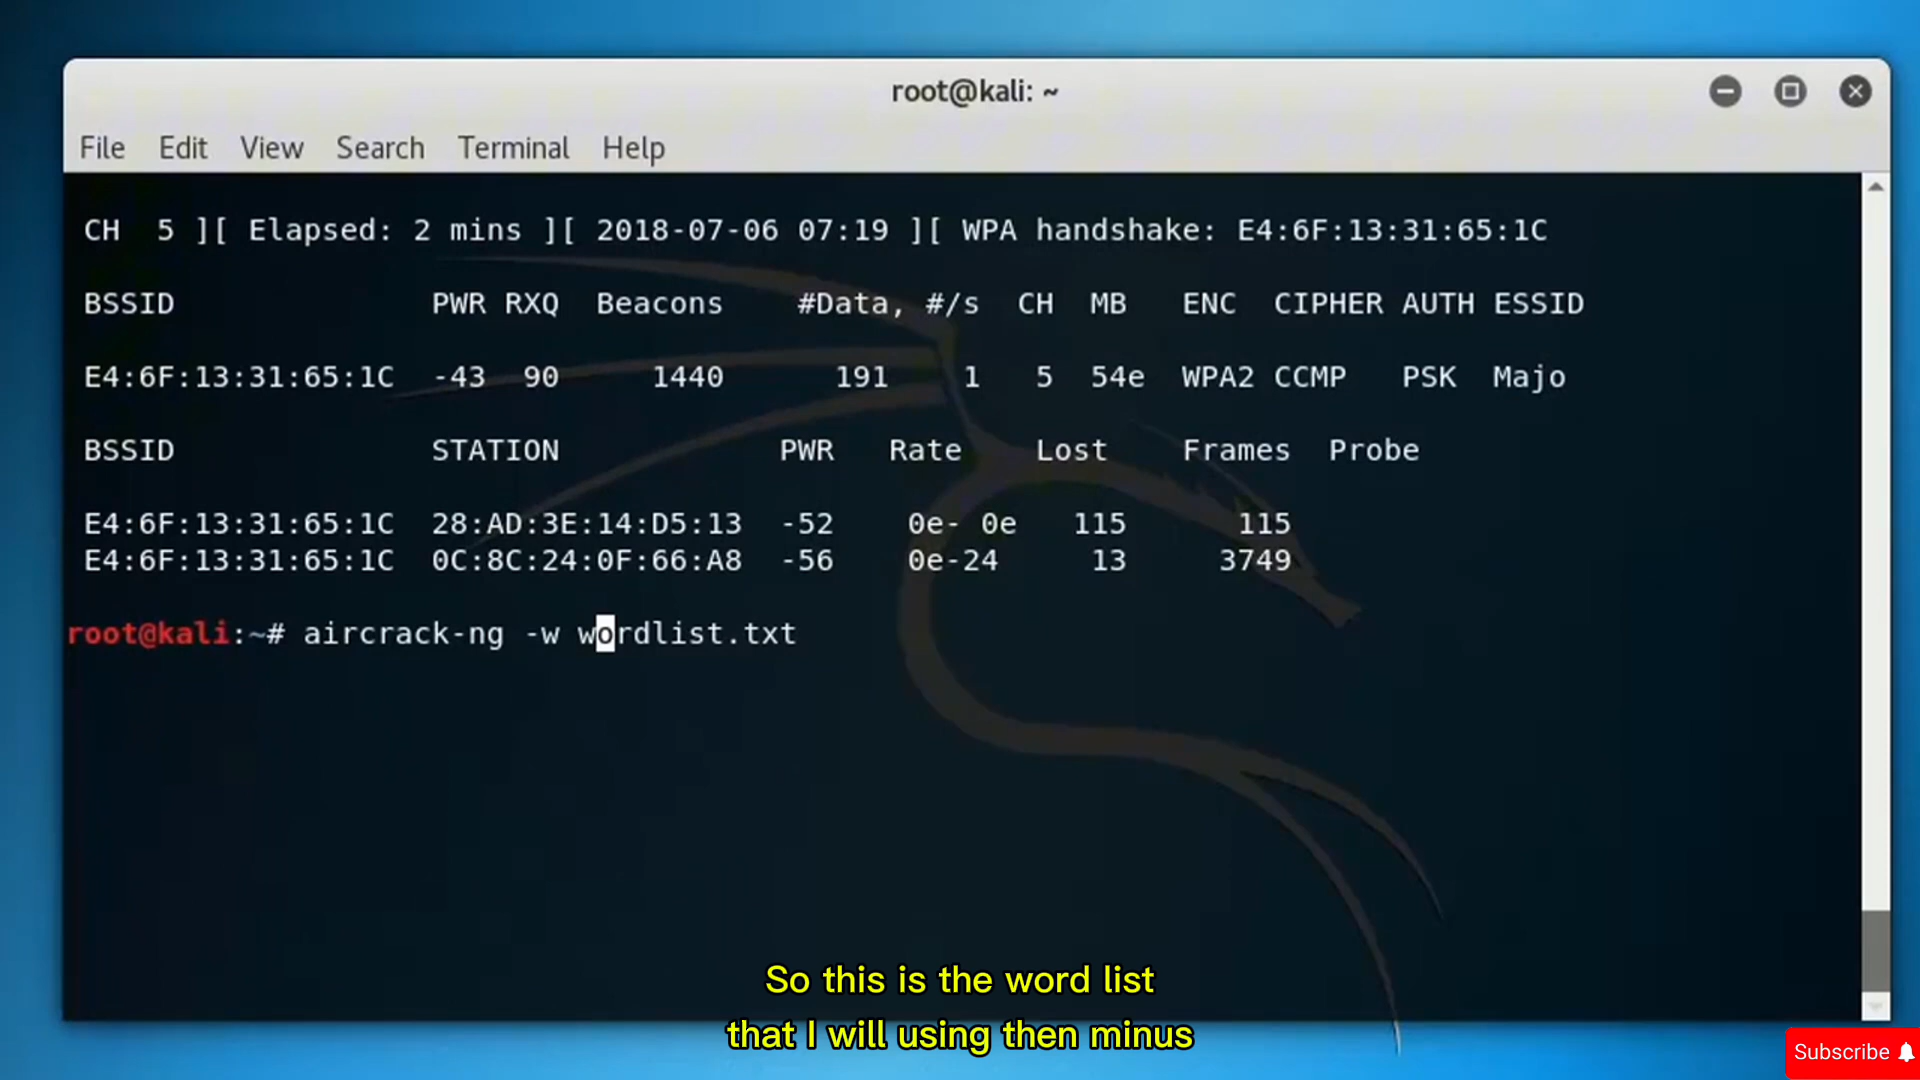 root@kali: ~
File Edit View Search Terminal Help
CH 5 ][ Elapsed: 2 mins ][ 2018-07-06 07:19 ][ WPA handshake: E4:6F:13:31:65:1C
BSSID PWR RXQ Beacons #Data, #/s CH MB ENC CIPHER AUTH ESSID
E4:6F:13:31:65:1C -43 90 1440 191 1 5 54e WPA2 CCMP PSK Majo
BSSID STATION PWR Rate Lost Frames Probe
E4:6F:13:31:65:1C 28:AD:3E:14:D5:13 -52 0e- 0e 115 115
E4:6F:13:31:65:1C 0C:8C:24:0F:66:A8 -56 0e-24 13 3749
root@kali:~# aircrack-ng -w wordlist.txt
So this is the word list
that I will using then minus
Subscribe